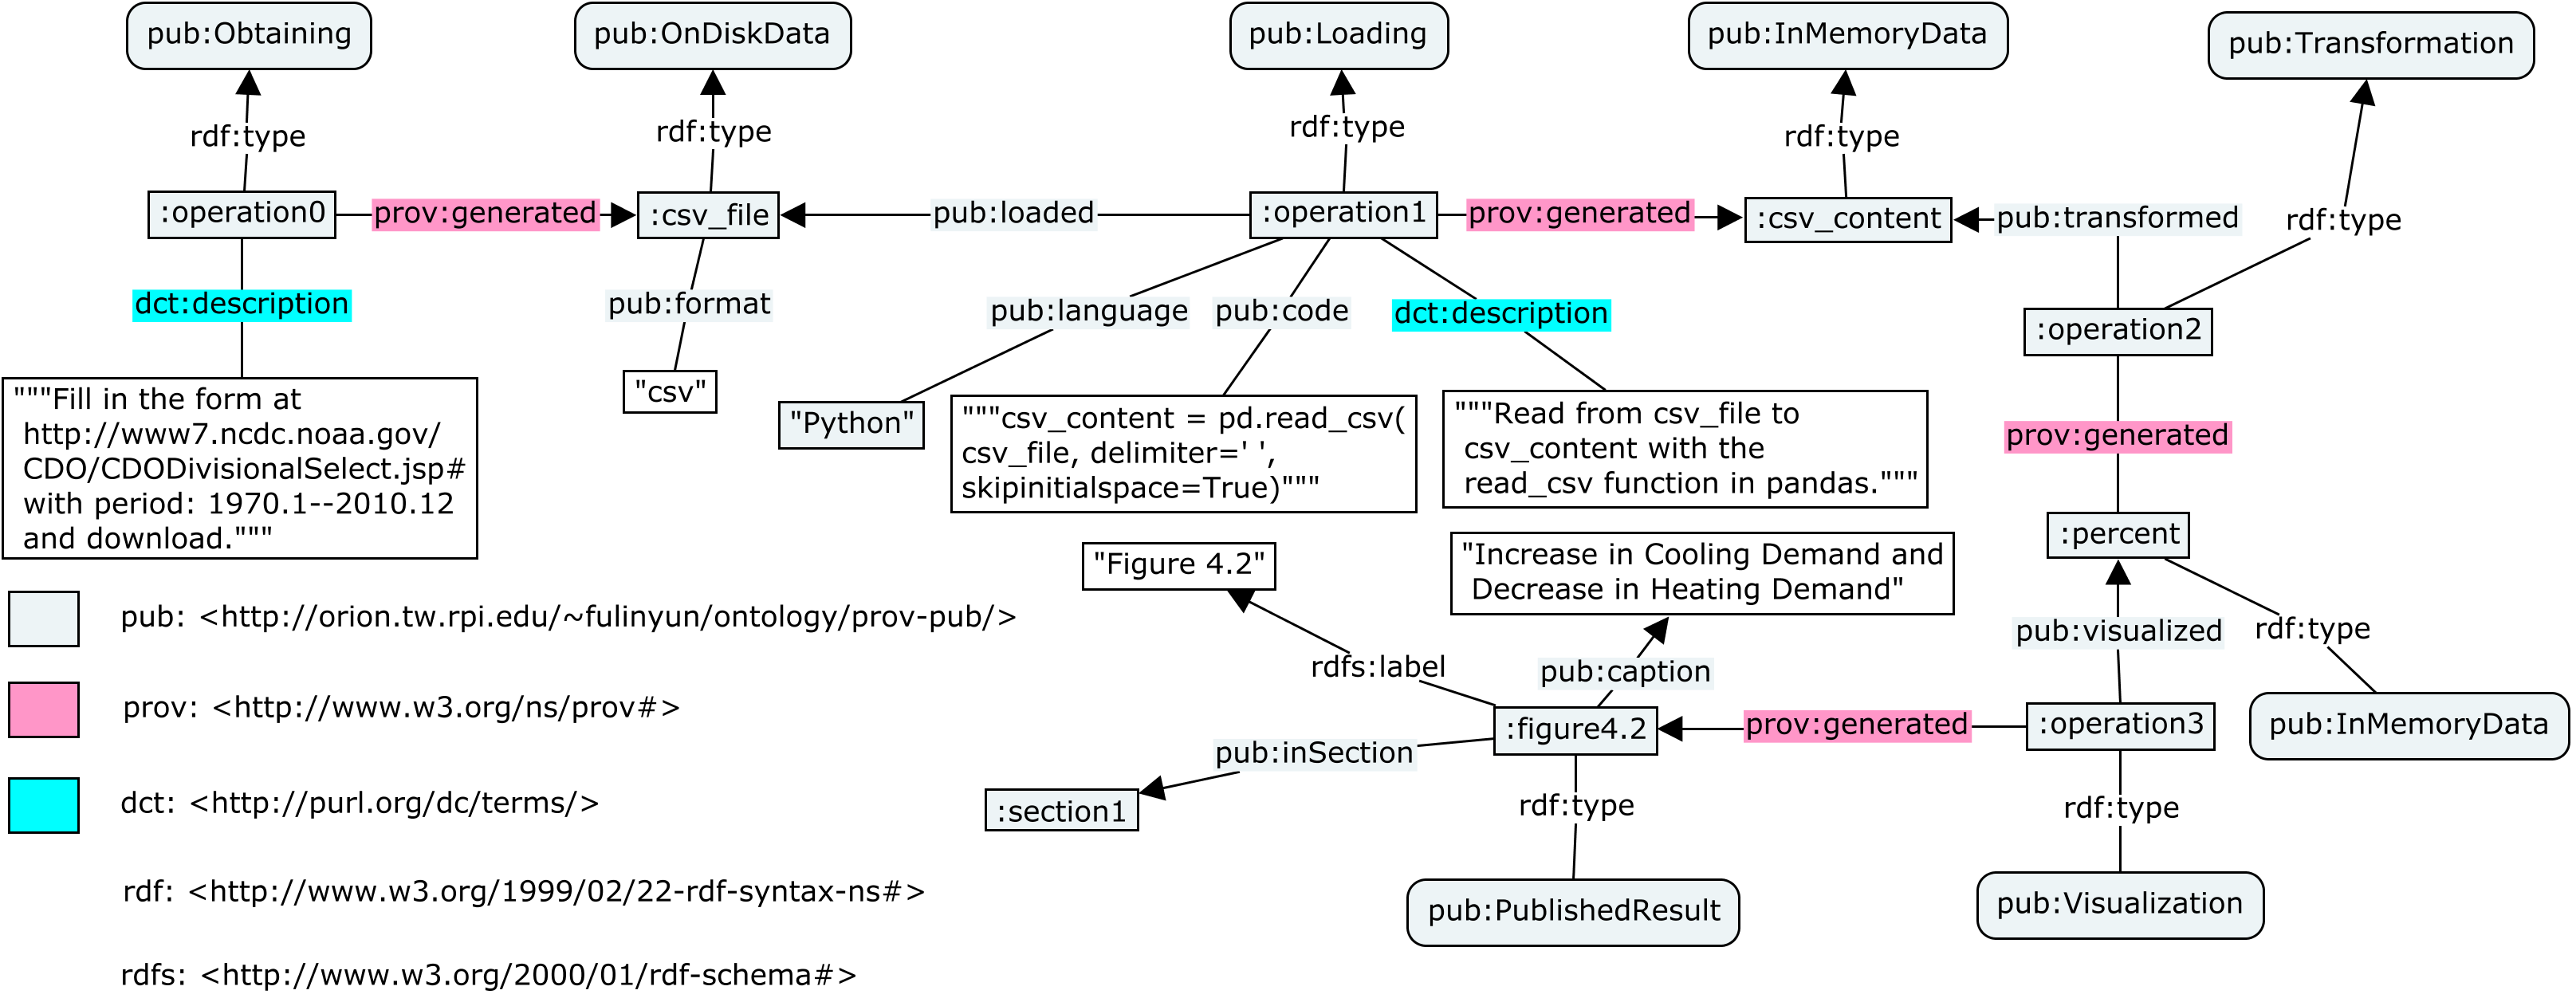 pub:Obtaining
pub:OnDiskData
pub:Loading
pub:InMemoryData
pub:Transformation
rdf:type
rdf:type
rdf:type
rdf:type
rdf:type
:operation0
prov:generated
:csv_file
pub:loaded
:operation1
prov:generated
:csv_content
pub:transformed
dct:description
pub:format
pub:language
pub:code
dct:description
:operation2
"""Fill in the form at
http://www7.ncdc.noaa.gov/
CDO/CDODivisionalSelect.jsp#
with period: 1970.1--2010.12
and download."""
"csv"
"Python"
"""csv_content = pd.read_csv(
csv_file, delimiter=' ',
skipinitialspace=True)"""
"""Read from csv_file to
csv_content with the
read_csv function in pandas."""
prov:generated
:percent
"Figure 4.2"
"Increase in Cooling Demand and
Decrease in Heating Demand"
pub: <http://orion.tw.rpi.edu/~fulinyun/ontology/prov-pub/>
rdfs:label
pub:caption
pub:visualized
rdf:type
prov: <http://www.w3.org/ns/prov#>
:figure4.2
prov:generated
:operation3
pub:InMemoryData
pub:inSection
:section1
rdf:type
rdf:type
dct: <http://purl.org/dc/terms/>
rdf: <http://www.w3.org/1999/02/22-rdf-syntax-ns#>
pub:PublishedResult
pub:Visualization
rdfs: <http://www.w3.org/2000/01/rdf-schema#>